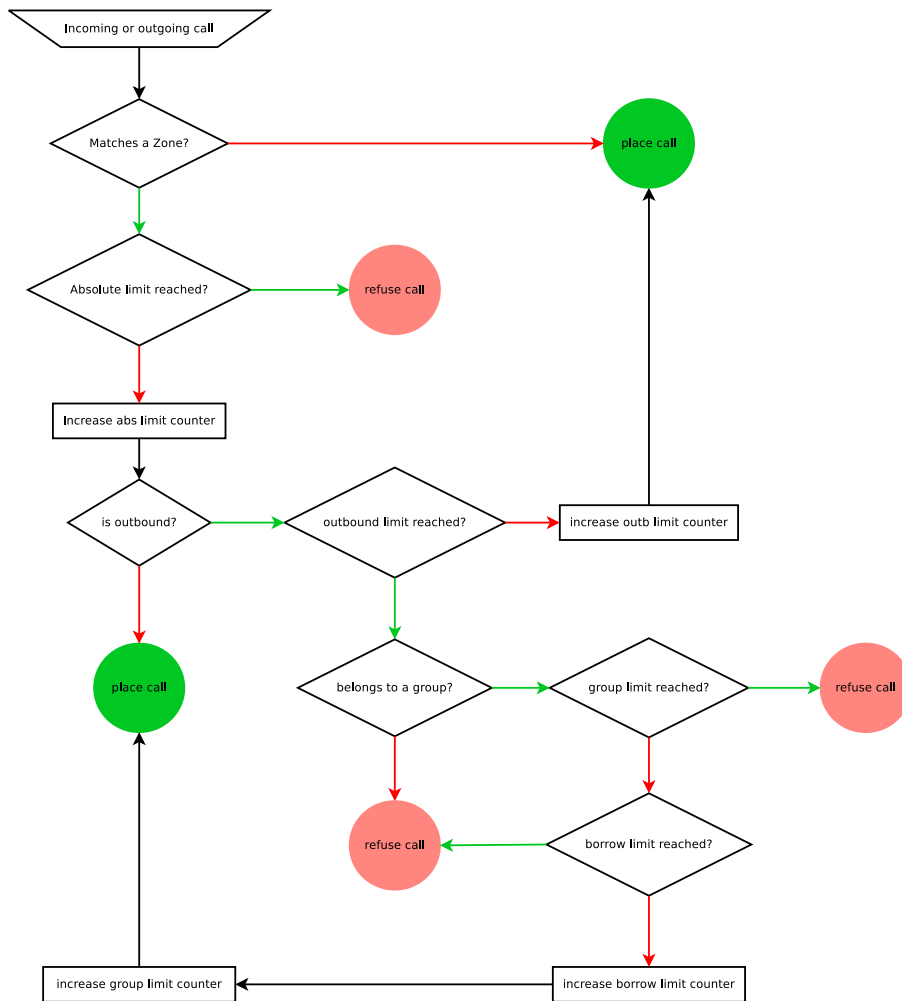 Incoming or outgoing call
Matches a Zone?
place call
Absolute limit reached?
refuse call
Increase abs limit counter
is outbound?
outbound limit reached?
increase outb limit counter
place call
belongs to a group?
group limit reached?
refuse call
refuse call
borrow limit reached?
increase group limit counter
increase borrow limit counter